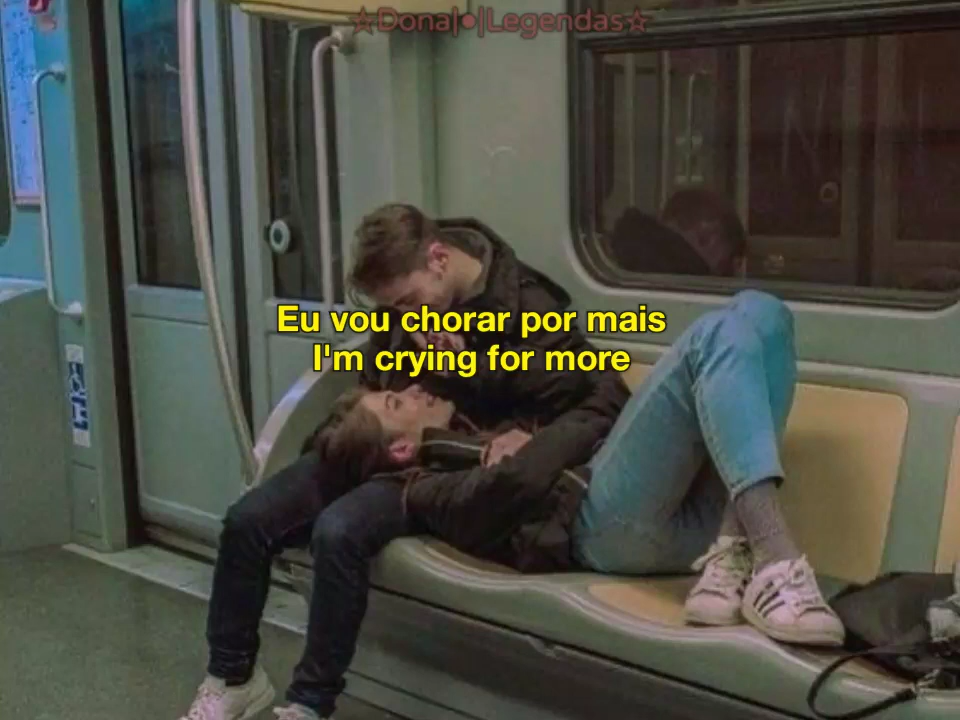 ☆Dona|•|Legendas☆
Eu vou chorar por mais
I'm crying for more